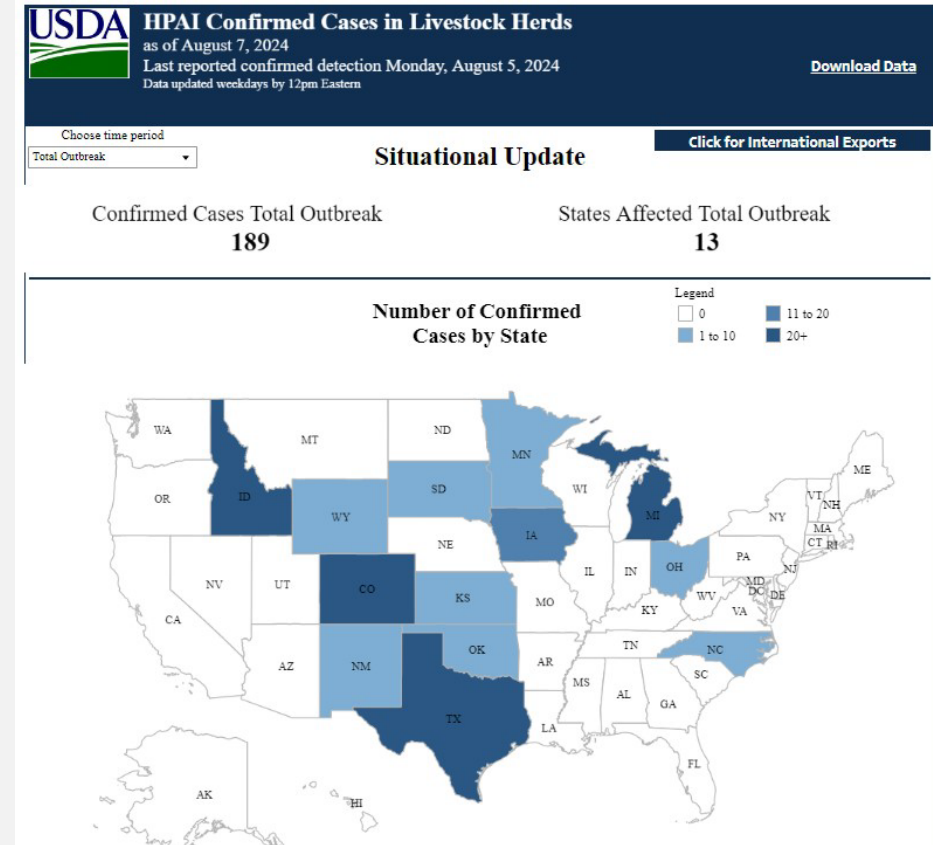 USDA
HPAI Confirmed Cases in Livestock Herds
as of August 7, 2024
Last reported confirmed detection Monday, August 5, 2024
Data updated weekdays by 12pm Eastern
Download Data
Choose time period
Total Outbreak
Situational Update
Click for International Exports
Confirmed Cases Total Outbreak
189
States Affected Total Outbreak
13
Number of Confirmed
Cases by State
Legend
0
11 to 20
1 to 10
20+
WA
MT
ND
MN
OR
ID
SD
WI
MI
NY
VT
NH
ME
MA
CT
RI
WY
IA
NE
PA
NJ
NV
UT
CO
KS
IL
IN
OH
MD
DC
DE
WV
VA
CA
MO
KY
AZ
NM
OK
AR
TN
NC
SC
TX
LA
MS
AL
GA
FL
AK
HI